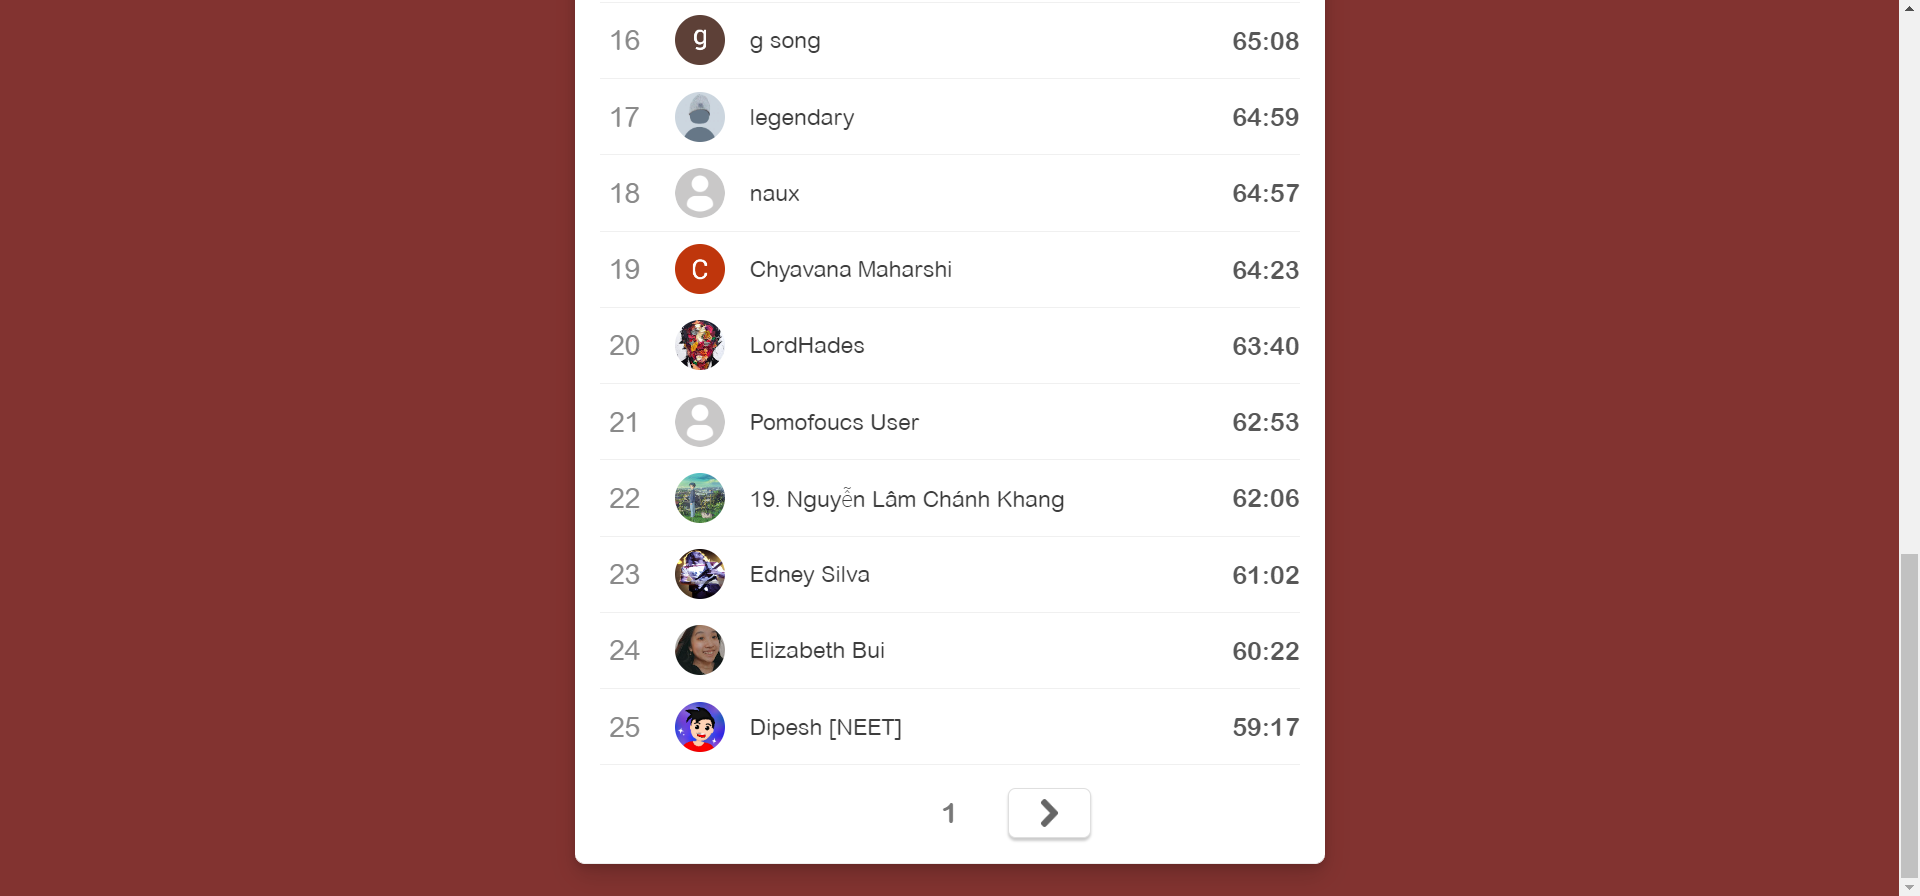 16 g g song 65:08
17 legendary 64:59
18 naux 64:57
19 C Chyavana Maharshi 64:23
20 LordHades 63:40
21 Pomofoucs User 62:53
22 19. Nguyễn Lâm Chánh Khang 62:06
23 Edney Silva 61:02
24 Elizabeth Bui 60:22
25 Dipesh [NEET] 59:17
1